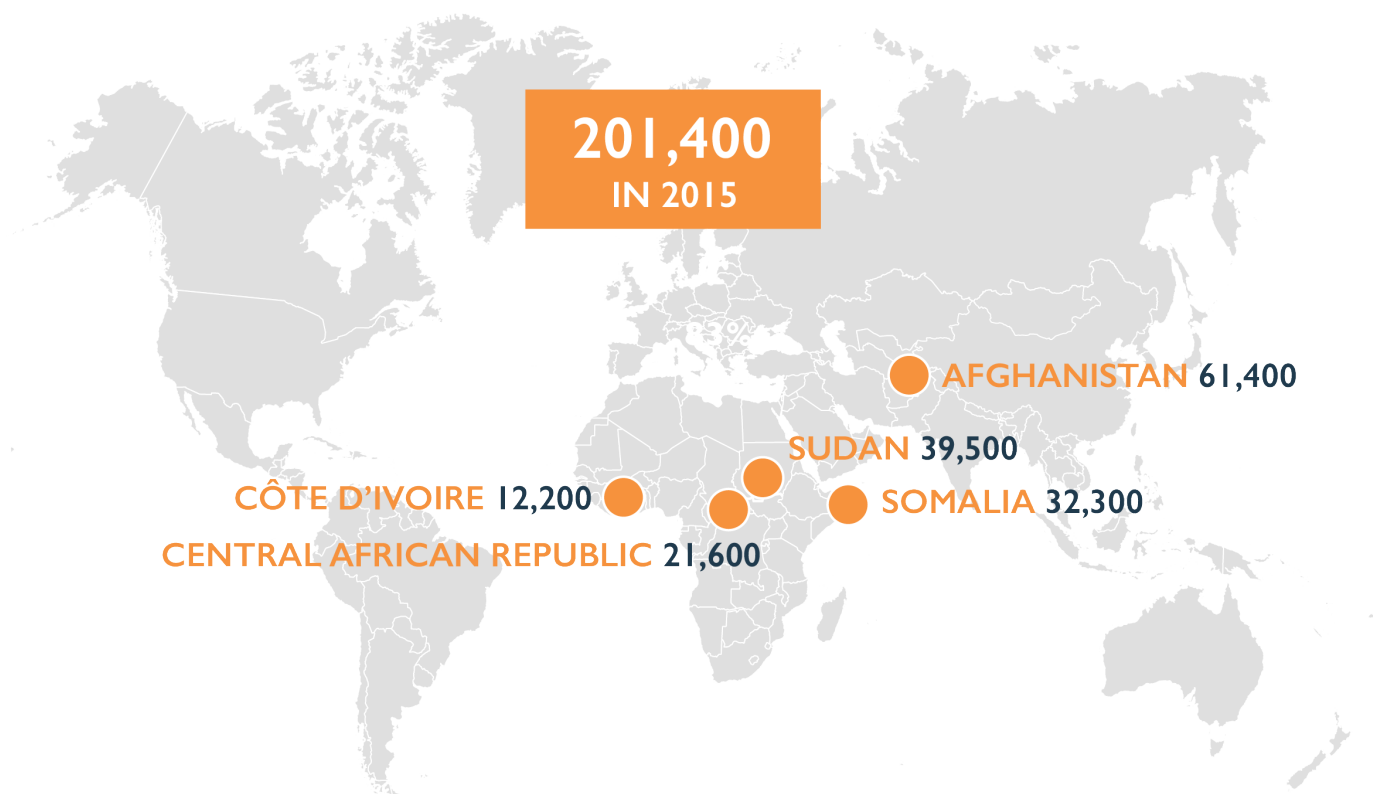 201,400
IN 2015
83%
AFGHANISTAN 61,400
SUDAN 39,500
CÔTE D’IVOIRE 12,200
SOMALIA 32,300
CENTRAL AFRICAN REPUBLIC 21,600